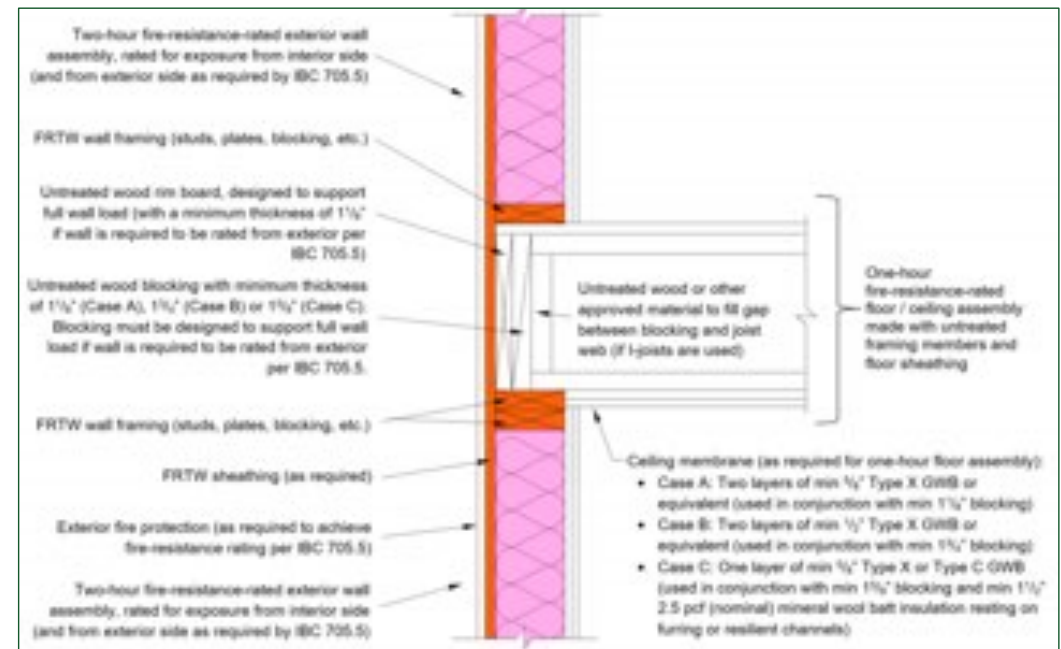 Two-hour fire-resistance-rated exterior wall
assembly, rated for exposure from interior side
(and from exterior side as required by IBC 705.5)
FRTW wall framing (studs, plates, blocking, etc.)
Untreated wood rim board, designed to support
full wall load (with a minimum thickness of 1¹/₈"
if wall is required to be rated from exterior per
IBC 705.5)
Untreated wood blocking with minimum thickness
of 1¹/₈" (Case A), 1³/₄" (Case B) or (Case C).
Blocking must be designed to support full wall
load if wall is required to be rated from exterior
per IBC 705.5.
FRTW wall framing (studs, plates, blocking, etc.)
FRTW sheathing (as required)
Exterior fire protection (as required to achieve
fire-resistance rating per IBC 705.5)
Two-hour fire-resistance-rated exterior wall
assembly, rated for exposure from interior side
(and from exterior side as required by IBC 705.5)
Untreated wood or other
approved material to fill gap
between blocking and joist
web (if I-joists are used)
One-hour
fire-resistance-rated
floor / ceiling assembly
made with untreated
framing members and
floor sheathing
Ceiling membrane (as required for one-hour floor assembly):
• Case A: Two layers of min ⁵/₈" Type X GWB or
equivalent (used in conjunction with min 1¹/₈" blocking)
• Case B: Two layers of min ¹/₂" Type X GWB or
equivalent (used in conjunction with min 1³/₄" blocking)
• Case C: One layer of min ⁵/₈" Type X or Type C GWB
(used in conjunction with min blocking and min 1¹/₂"
2.5 pcf (nominal) mineral wool batt insulation resting on
furring or resilient channels)